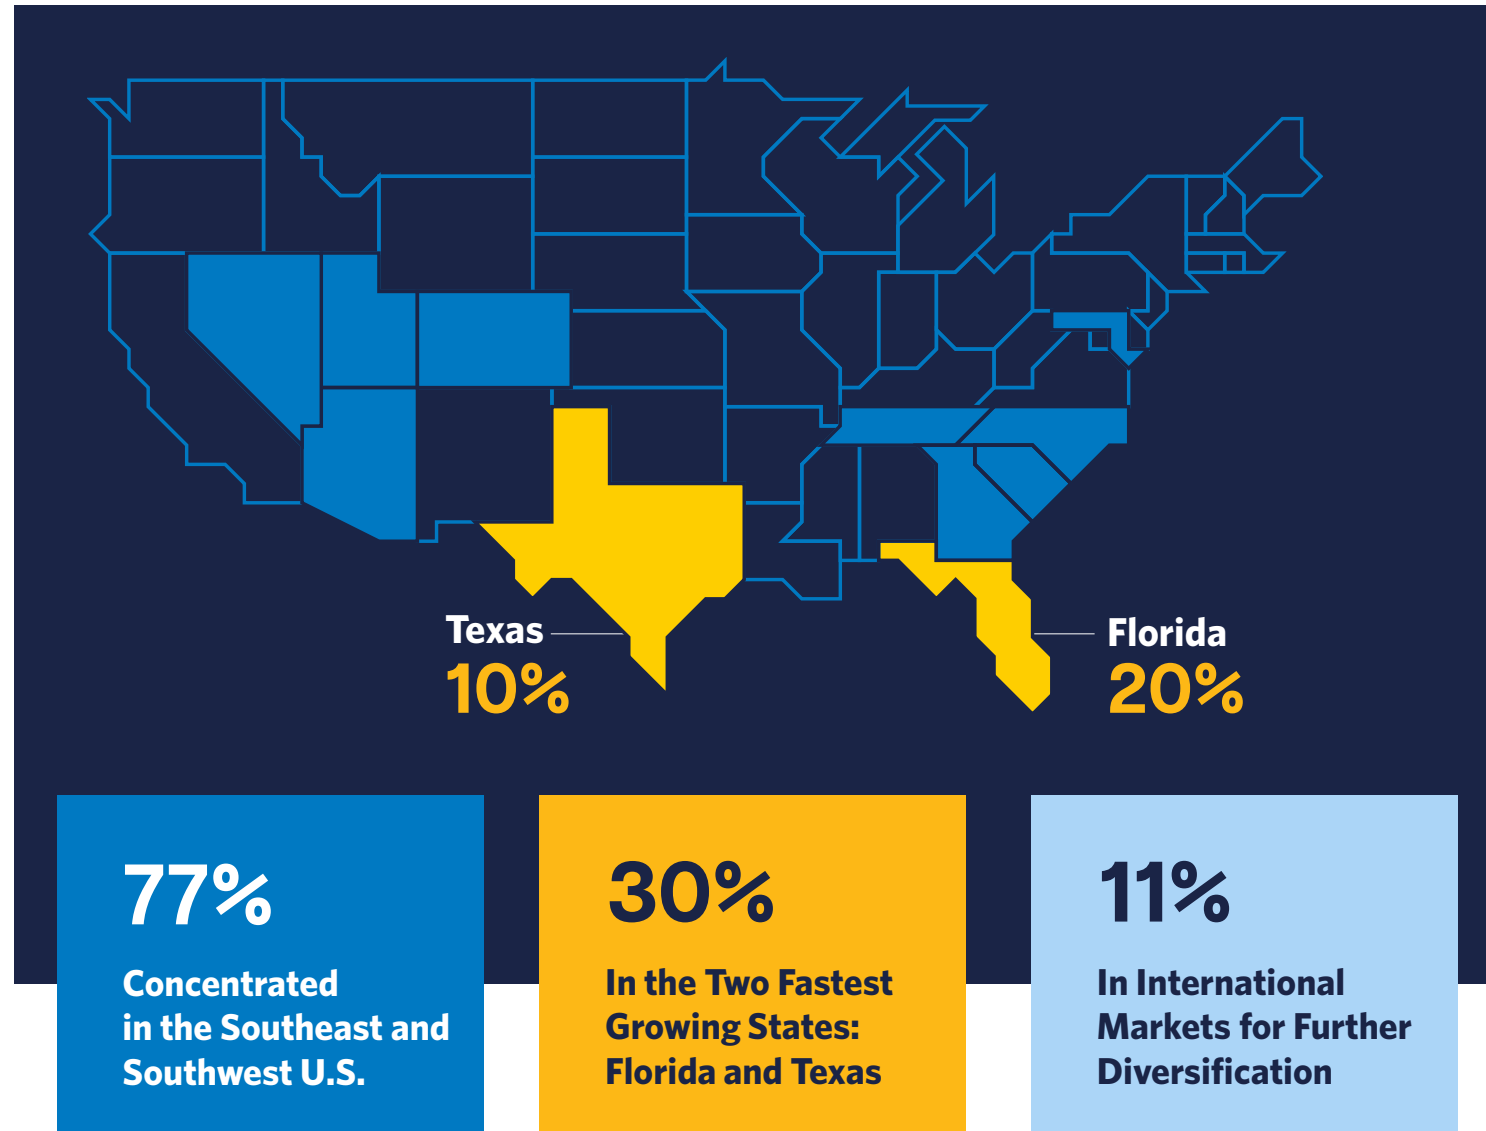 Texas
10%
Florida
20%
77%
Concentrated
in the Southeast and
Southwest U.S.
30%
In the Two Fastest
Growing States:
Florida and Texas
11%
In International
Markets for Further
Diversification